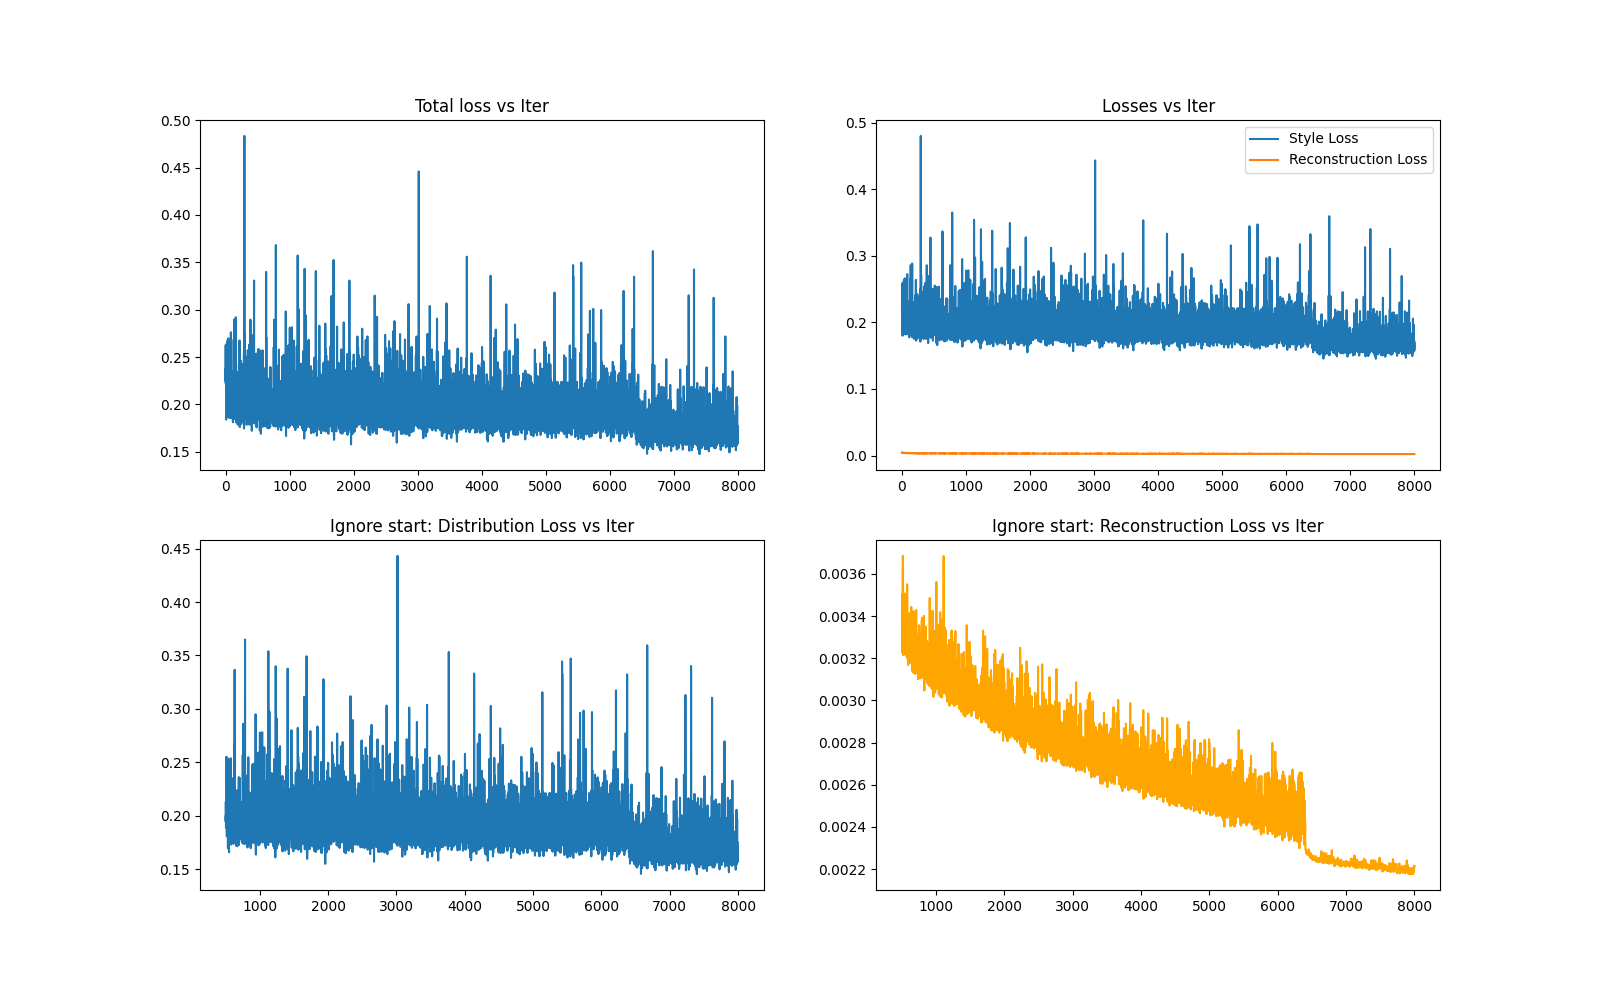 Total loss vs Iter
0.50
0.45
0.40
0.35
0.30
0.25
0.20
0.15
0 1000 2000 3000 4000 5000 6000 7000 8000
Losses vs Iter
Style Loss
Reconstruction Loss
0.5
0.4
0.3
0.2
0.1
0.0
0 1000 2000 3000 4000 5000 6000 7000 8000
Ignore start: Distribution Loss vs Iter
0.45
0.40
0.35
0.30
0.25
0.20
0.15
1000 2000 3000 4000 5000 6000 7000 8000
Ignore start: Reconstruction Loss vs Iter
0.0036
0.0034
0.0032
0.0030
0.0028
0.0026
0.0024
0.0022
1000 2000 3000 4000 5000 6000 7000 8000